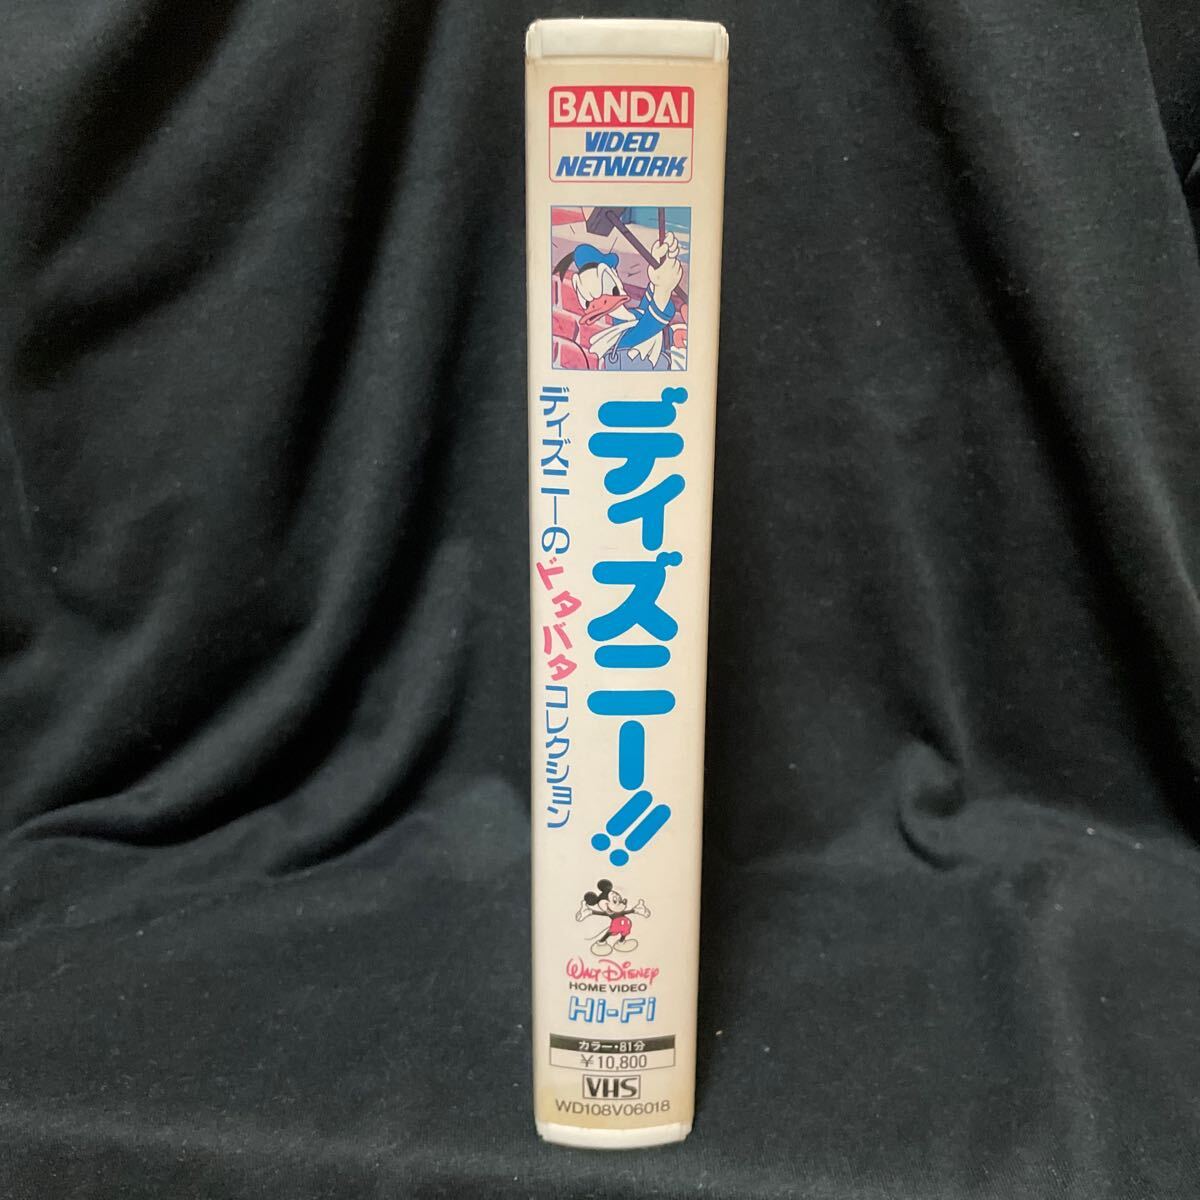 BANDAI
VIDEO
NETWORK
ディズニー!!
ディズニーのドタバタコレクション
WALT DISNEY
HOME VIDEO
Hi-Fi
カラー・81分
¥10,800
VHS
WD108V06018